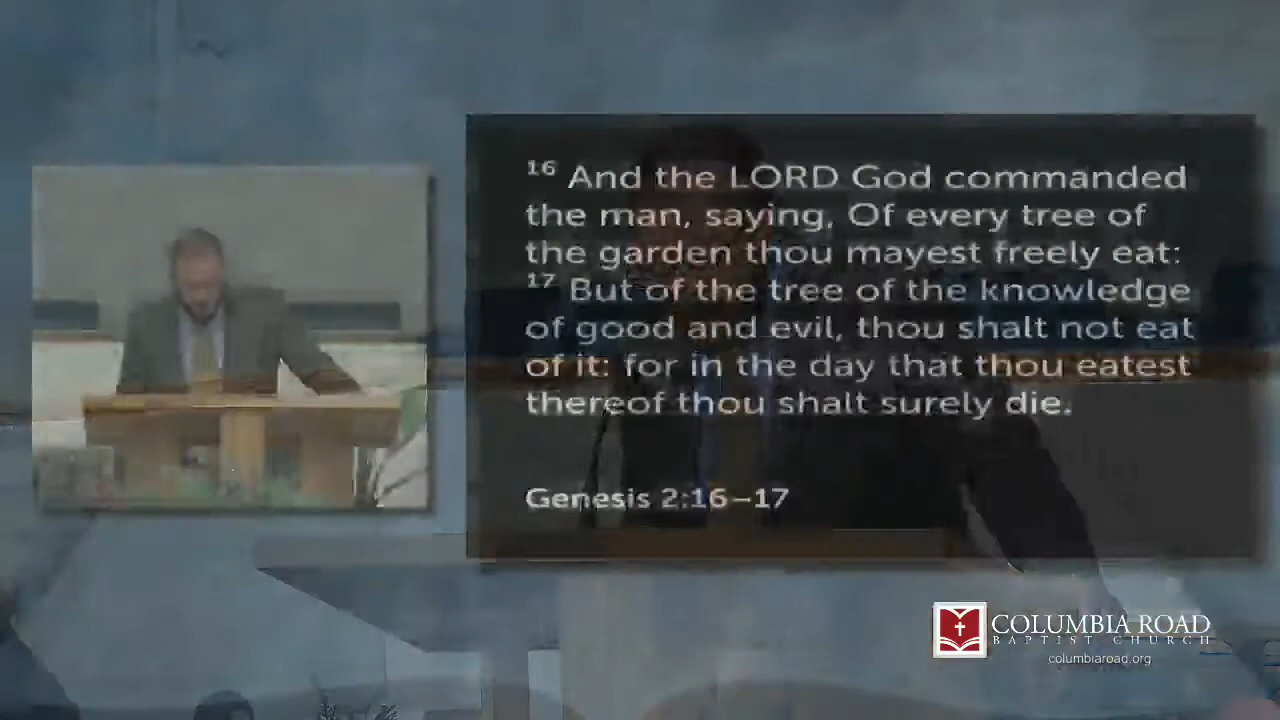 16 And the LORD God commanded
the man, saying, Of every tree of
the garden thou mayest freely eat:
17 But of the tree of the knowledge
of good and evil, thou shalt not eat
of it: for in the day that thou eatest
thereof thou shalt surely die.
Genesis 2:16–17
COLUMBIA ROAD
BAPTIST CHURCH
columbiaroad.org